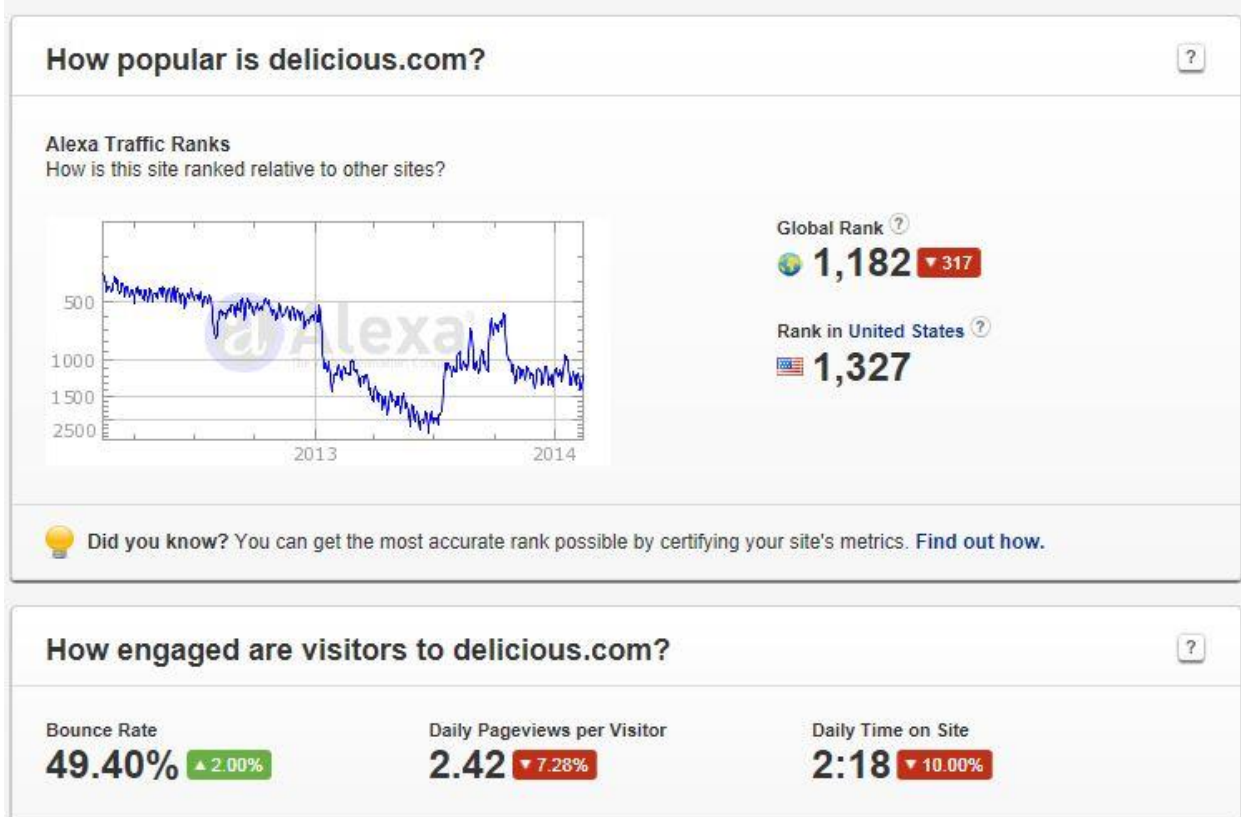 How popular is delicious.com?
?
Alexa Traffic Ranks
How is this site ranked relative to other sites?
500
1000
1500
2500
2013
2014
Alexa
Global Rank ?
1,182 ▼ 317
Rank in United States ?
1,327
Did you know? You can get the most accurate rank possible by certifying your site's metrics. Find out how.
How engaged are visitors to delicious.com?
?
Bounce Rate
49.40% ▲ 2.00%
Daily Pageviews per Visitor
2.42 ▼ 7.28%
Daily Time on Site
2:18 ▼ 10.00%